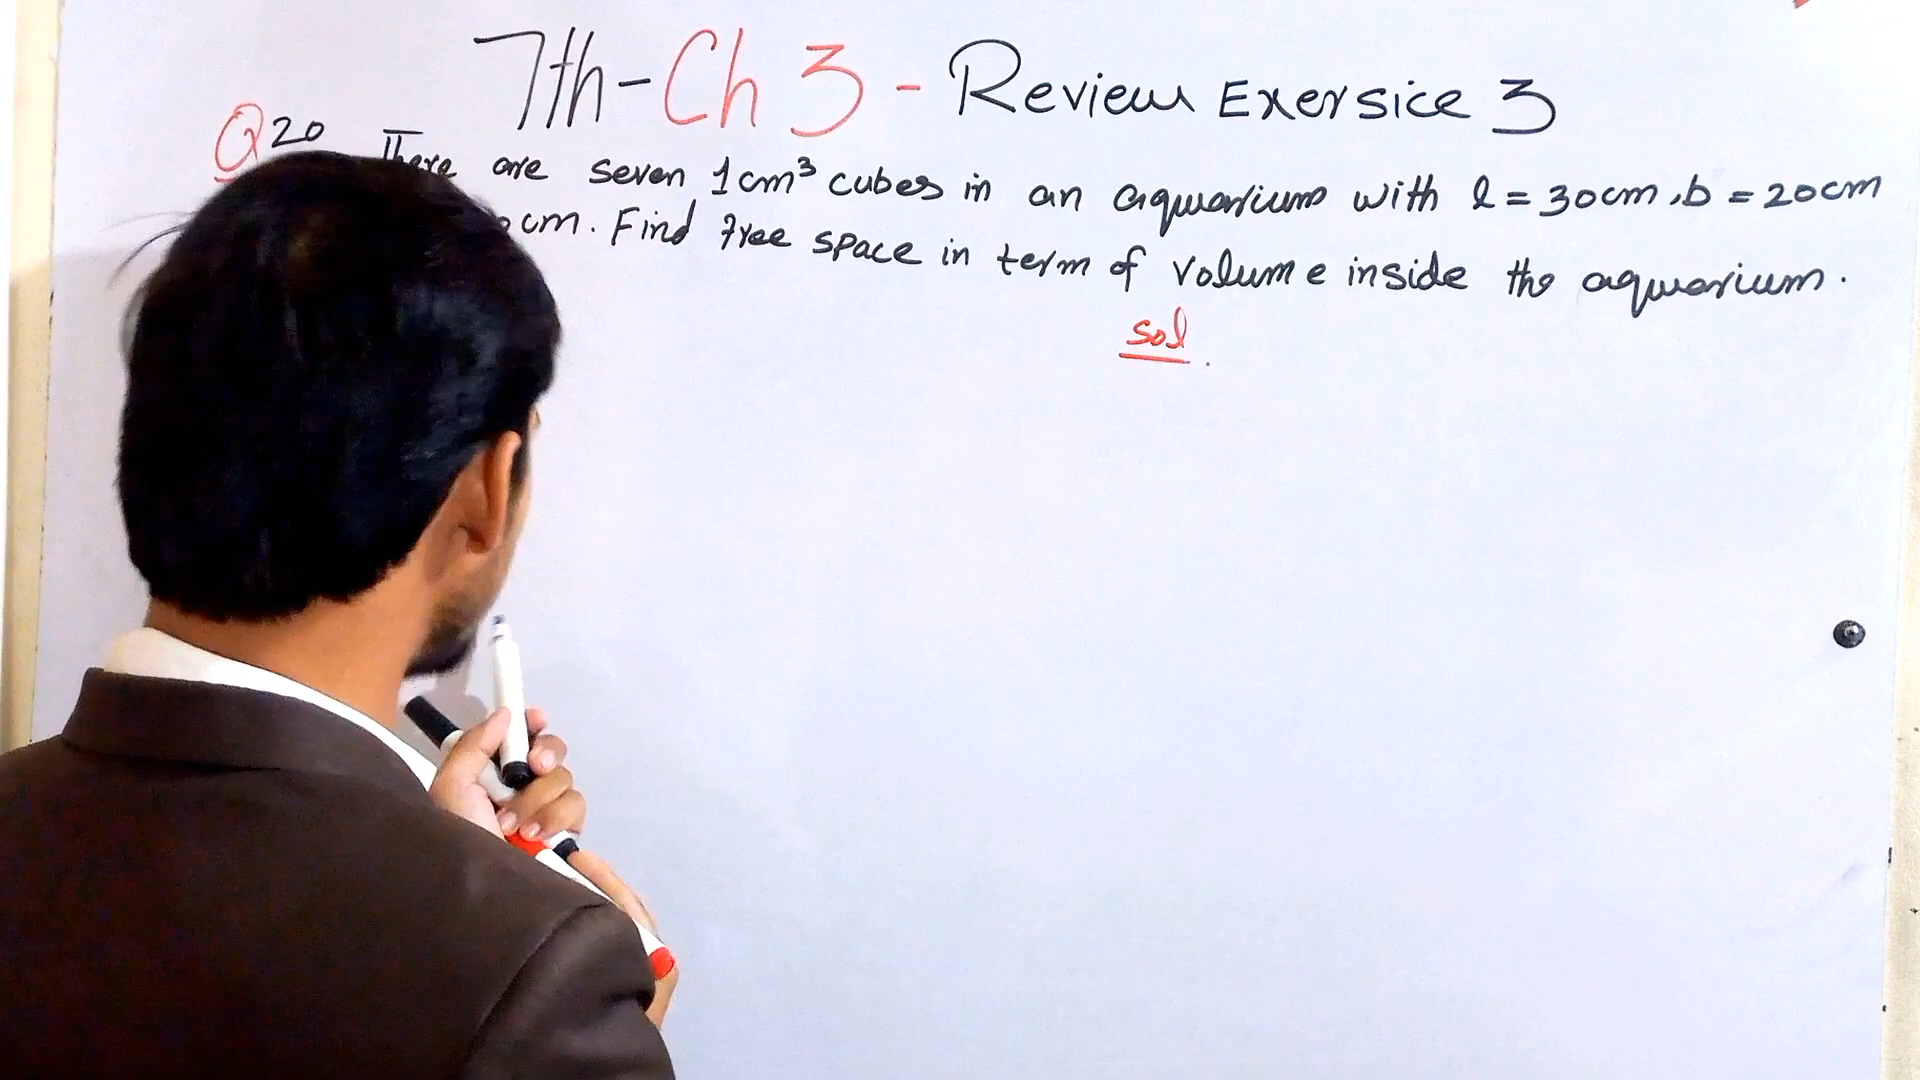 7th-Ch 3 - Review Exersice 3
Q20 There are seven 1cm³ cubes in an aquarium with l = 30cm, b = 20cm
cm. Find free space in term of volume inside the aquarium.
sol